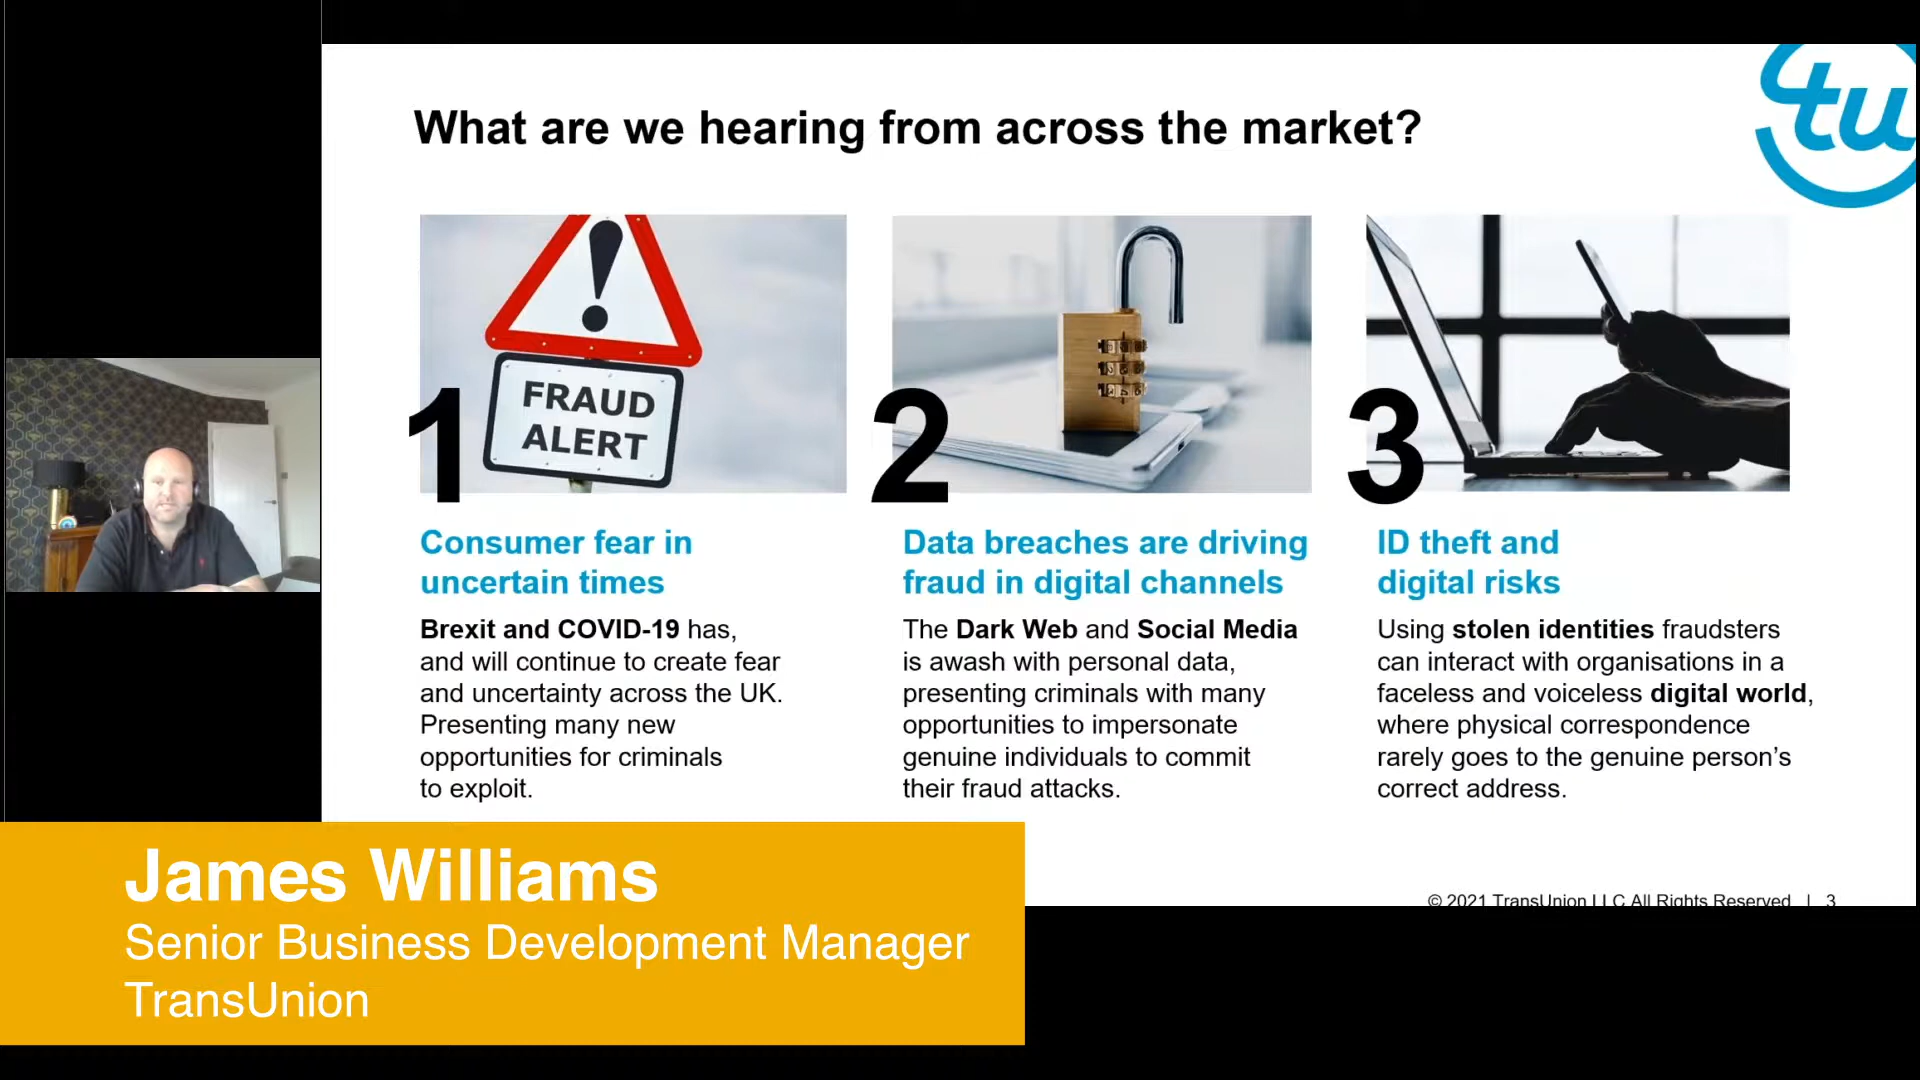 What are we hearing from across the market?
tu
FRAUD
ALERT
1
2
3
Consumer fear in
uncertain times
Brexit and COVID-19 has,
and will continue to create fear
and uncertainty across the UK.
Presenting many new
opportunities for criminals
to exploit.
Data breaches are driving
fraud in digital channels
The Dark Web and Social Media
is awash with personal data,
presenting criminals with many
opportunities to impersonate
genuine individuals to commit
their fraud attacks.
ID theft and
digital risks
Using stolen identities fraudsters
can interact with organisations in a
faceless and voiceless digital world,
where physical correspondence
rarely goes to the genuine person’s
correct address.
© 2021 TransUnion LLC All Rights Reserved | 3
James Williams
Senior Business Development Manager
TransUnion